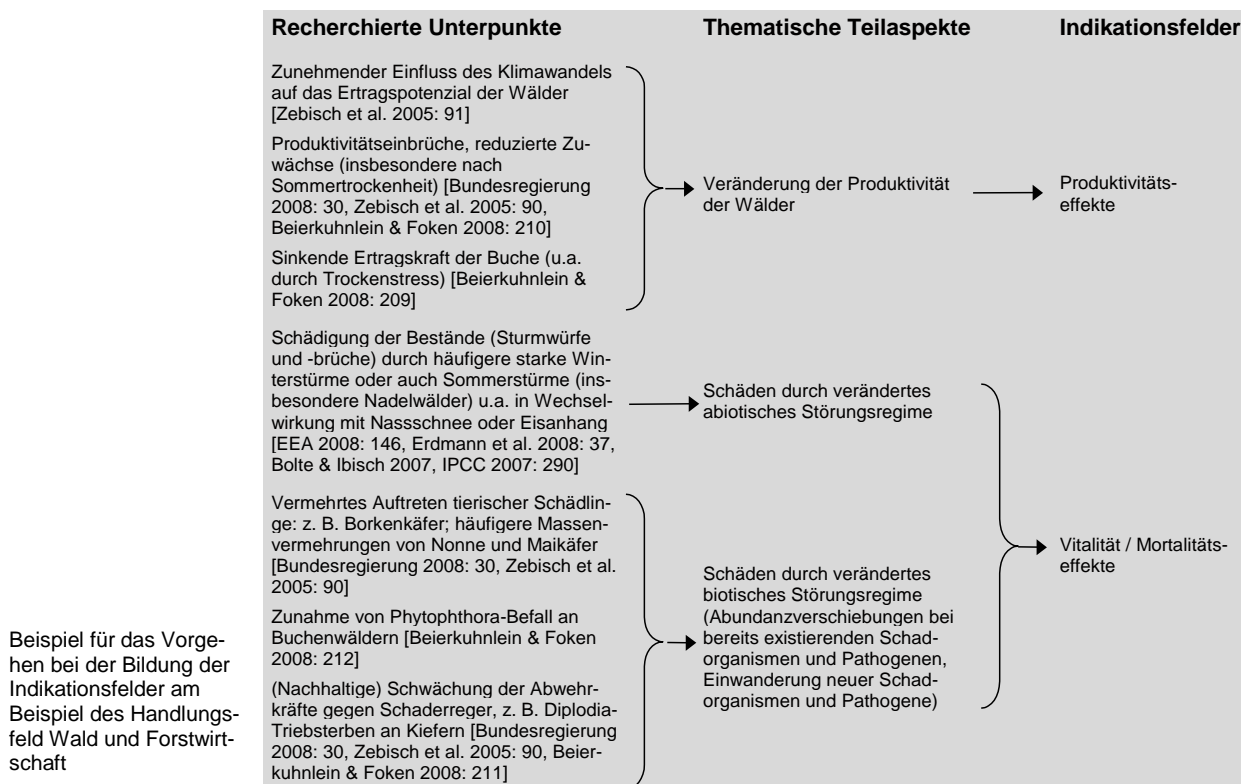 Recherchierte Unterpunkte
Thematische Teilaspekte
Indikationsfelder
Zunehmender Einfluss des Klimawandels
auf das Ertragspotenzial der Wälder
[Zebisch et al. 2005: 91]
Produktivitätseinbrüche, reduzierte Zu-
wächse (insbesondere nach
Sommertrockenheit) [Bundesregierung
2008: 30, Zebisch et al. 2005: 90,
Beierkuhnlein & Foken 2008: 210]
Sinkende Ertragskraft der Buche (u.a.
durch Trockenstress) [Beierkuhnlein &
Foken 2008: 209]
Veränderung der Produktivität
der Wälder
Produktivitäts-
effekte
Schädigung der Bestände (Sturmwürfe
und -brüche) durch häufigere starke Win-
terstürme oder auch Sommerstürme (ins-
besondere Nadelwälder) u.a. in Wechsel-
wirkung mit Nassschnee oder Eisanhang
[EEA 2008: 146, Erdmann et al. 2008: 37,
Bolte & Ibisch 2007, IPCC 2007: 290]
Schäden durch verändertes
abiotisches Störungsregime
Vermehrtes Auftreten tierischer Schädlin-
ge: z. B. Borkenkäfer; häufigere Massen-
vermehrungen von Nonne und Maikäfer
[Bundesregierung 2008: 30, Zebisch et al.
2005: 90]
Zunahme von Phytophthora-Befall an
Buchenwäldern [Beierkuhnlein & Foken
2008: 212]
(Nachhaltige) Schwächung der Abwehr-
kräfte gegen Schaderreger, z. B. Diplodia-
Triebsterben an Kiefern [Bundesregierung
2008: 30, Zebisch et al. 2005: 90, Beier-
kuhnlein & Foken 2008: 211]
Schäden durch verändertes
biotisches Störungsregime
(Abundanzverschiebungen bei
bereits existierenden Schad-
organismen und Pathogenen,
Einwanderung neuer Schad-
organismen und Pathogene)
Vitalität / Mortalitäts-
effekte
Beispiel für das Vorge-
hen bei der Bildung der
Indikationsfelder am
Beispiel des Handlungs-
feld Wald und Forstwirt-
schaft